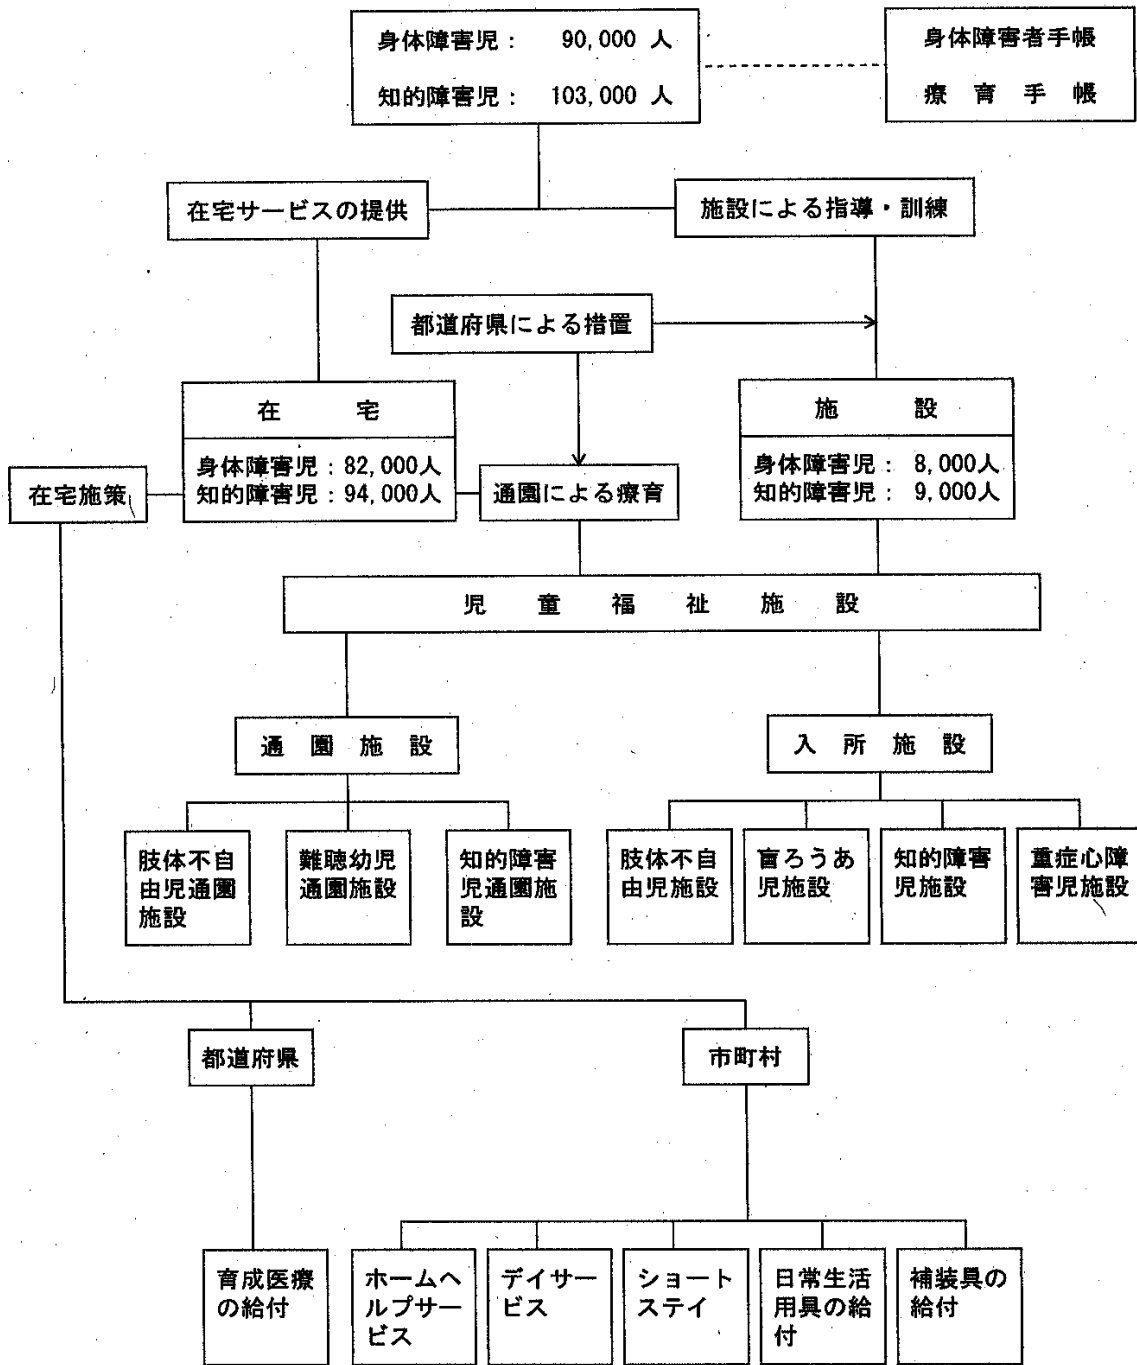 身体障害児： 90,000 人
知的障害児： 103,000 人
身体障害者手帳
療 育 手 帳
在宅サービスの提供
施設による指導・訓練
都道府県による措置
在 宅
身体障害児：82,000人
知的障害児：94,000人
施 設
身体障害児： 8,000人
知的障害児： 9,000人
在宅施策
通園による療育
児 童 福 祉 施 設
通 園 施 設
入 所 施 設
肢体不自
由児通園
施設
難聴幼児
通園施設
知的障害
児通園施
設
肢体不自
由児施設
盲ろうあ
児施設
知的障害
児施設
重症心障
害児施設
都道府県
市町村
育成医療
の給付
ホームヘ
ルプサー
ビス
デイサー
ビス
ショート
ステイ
日常生活
用具の給
付
補装具の
給付